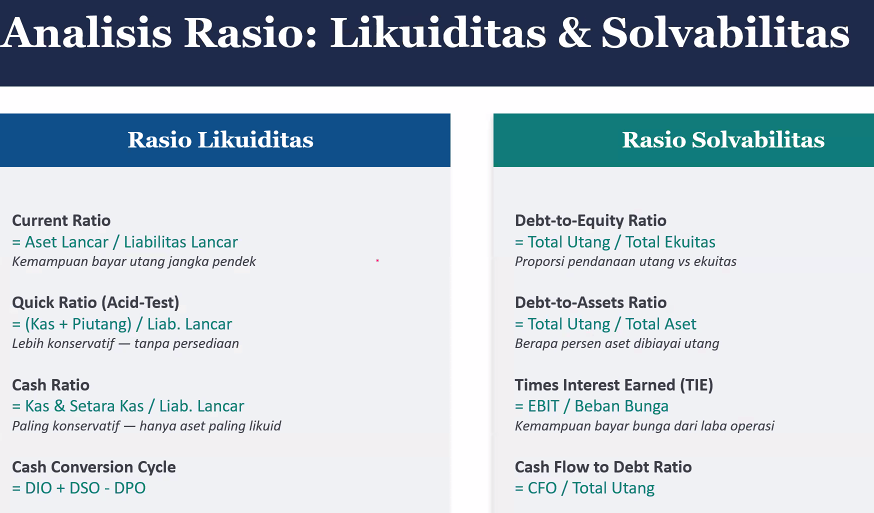 Analisis Rasio: Likuiditas & Solvabilitas
Rasio Likuiditas
Current Ratio
= Aset Lancar / Liabilitas Lancar
Kemampuan bayar utang jangka pendek
Quick Ratio (Acid-Test)
= (Kas + Piutang) / Liab. Lancar
Lebih konservatif — tanpa persediaan
Cash Ratio
= Kas & Setara Kas / Liab. Lancar
Paling konservatif — hanya aset paling likuid
Cash Conversion Cycle
= DIO + DSO - DPO
Rasio Solvabilitas
Debt-to-Equity Ratio
= Total Utang / Total Ekuitas
Proporsi pendanaan utang vs ekuitas
Debt-to-Assets Ratio
= Total Utang / Total Aset
Berapa persen aset dibiayai utang
Times Interest Earned (TIE)
= EBIT / Beban Bunga
Kemampuan bayar bunga dari laba operasi
Cash Flow to Debt Ratio
= CFO / Total Utang